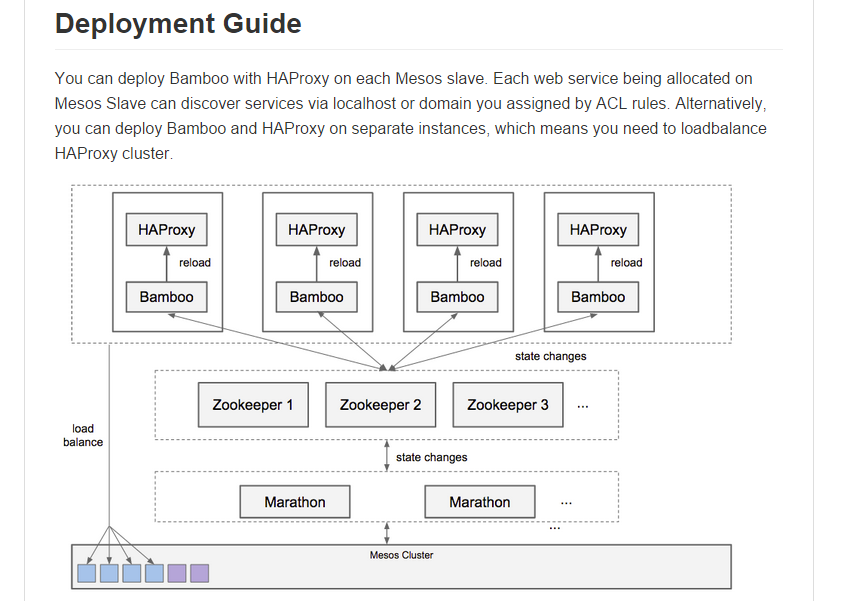 Deployment Guide
You can deploy Bamboo with HAProxy on each Mesos slave. Each web service being allocated on
Mesos Slave can discover services via localhost or domain you assigned by ACL rules. Alternatively,
you can deploy Bamboo and HAProxy on separate instances, which means you need to loadbalance
HAProxy cluster.
HAProxy HAProxy HAProxy HAProxy
reload reload reload reload
Bamboo Bamboo Bamboo Bamboo
state changes
Zookeeper 1 Zookeeper 2 Zookeeper 3 ...
load
balance
state changes
Marathon Marathon ...
...
Mesos Cluster